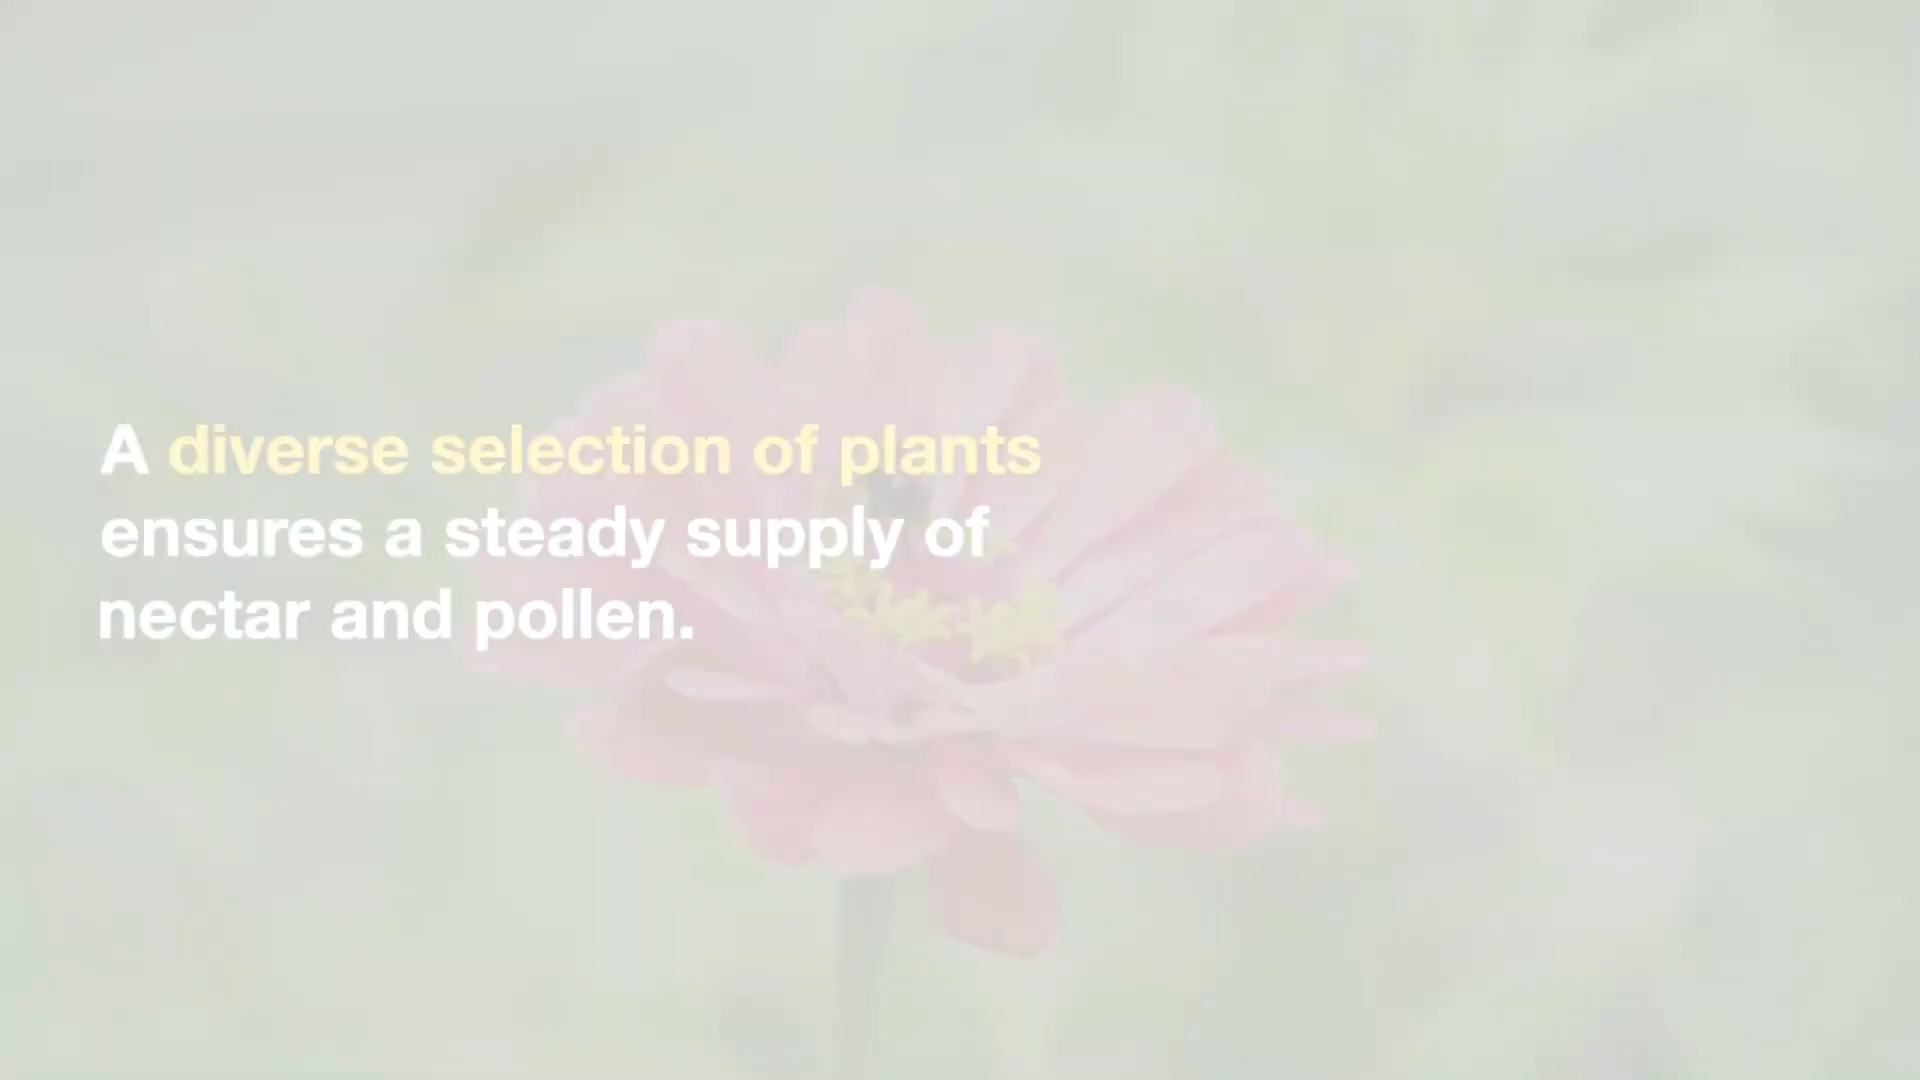 A diverse selection of plants
ensures a steady supply of
nectar and pollen.